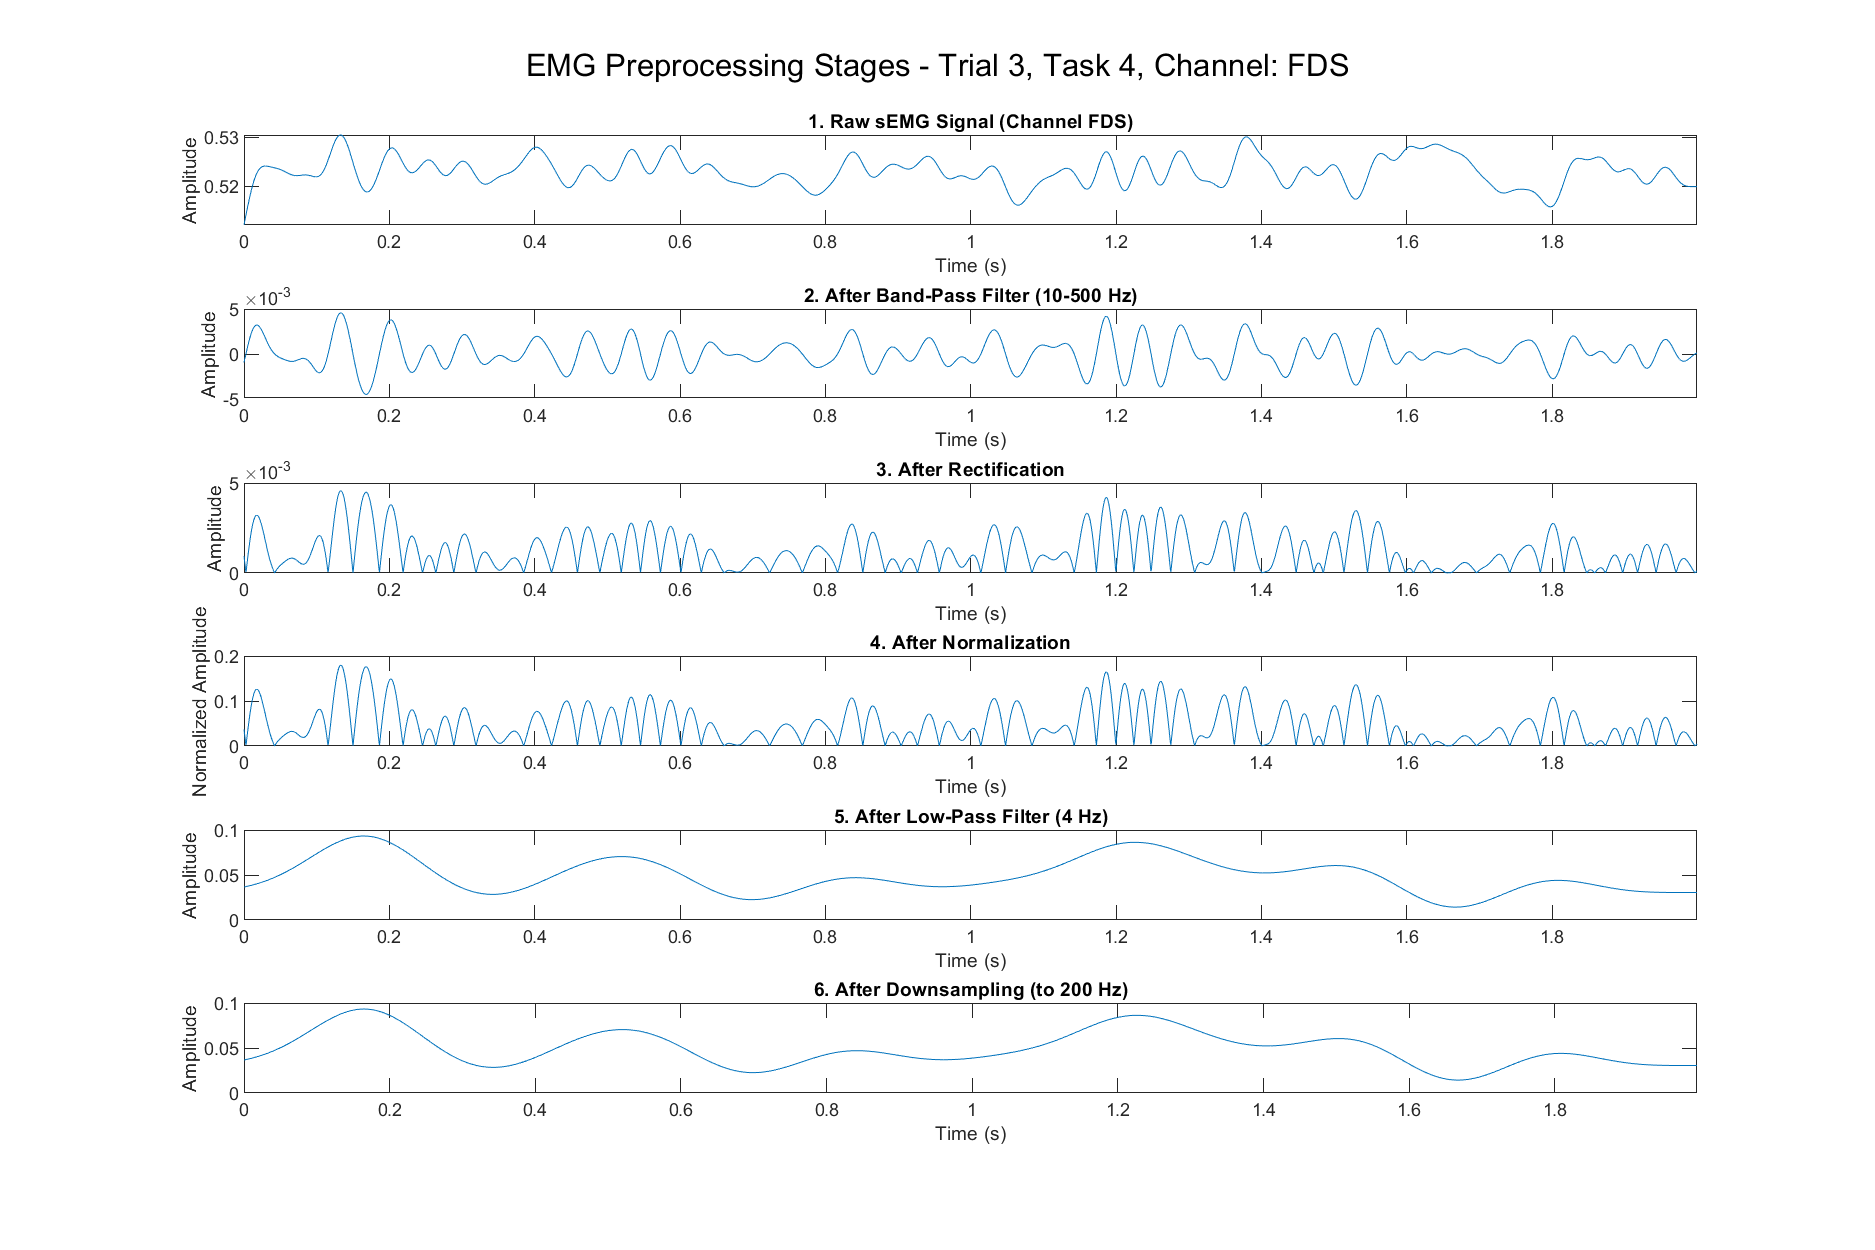 EMG Preprocessing Stages - Trial 3, Task 4, Channel: FDS
1. Raw sEMG Signal (Channel FDS)
Amplitude
0.53
0.52
0 0.2 0.4 0.6 0.8 1 1.2 1.4 1.6 1.8
Time (s)
2. After Band-Pass Filter (10-500 Hz)
×10-3
Amplitude
5
0
-5
0 0.2 0.4 0.6 0.8 1 1.2 1.4 1.6 1.8
Time (s)
3. After Rectification
×10-3
Amplitude
5
0
0 0.2 0.4 0.6 0.8 1 1.2 1.4 1.6 1.8
Time (s)
4. After Normalization
Normalized Amplitude
0.2
0.1
0
0 0.2 0.4 0.6 0.8 1 1.2 1.4 1.6 1.8
Time (s)
5. After Low-Pass Filter (4 Hz)
Amplitude
0.1
0.05
0
0 0.2 0.4 0.6 0.8 1 1.2 1.4 1.6 1.8
Time (s)
6. After Downsampling (to 200 Hz)
Amplitude
0.1
0.05
0
0 0.2 0.4 0.6 0.8 1 1.2 1.4 1.6 1.8
Time (s)